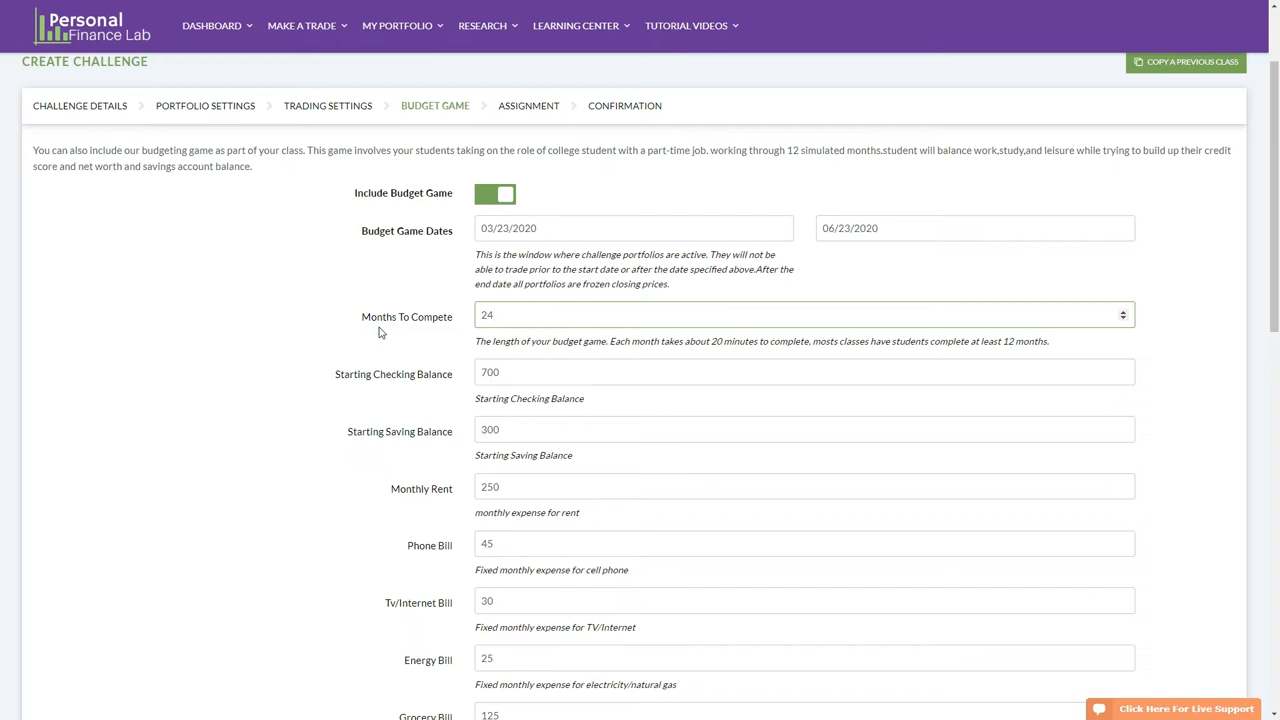 Personal
Finance Lab
DASHBOARD MAKE A TRADE MY PORTFOLIO RESEARCH LEARNING CENTER TUTORIAL VIDEOS
CREATE CHALLENGE
COPY A PREVIOUS CLASS
CHALLENGE DETAILS PORTFOLIO SETTINGS TRADING SETTINGS BUDGET GAME ASSIGNMENT CONFIRMATION
You can also include our budgeting game as part of your class. This game involves your students taking on the role of college student with a part-time job. working through 12 simulated months.student will balance work,study,and leisure while trying to build up their credit
score and net worth and savings account balance.
Include Budget Game
Budget Game Dates 03/23/2020 06/23/2020
This is the window where challenge portfolios are active. They will not be
able to trade prior to the start date or after the date specified above.After the
end date all portfolios are frozen closing prices.
Months To Compete 24
The length of your budget game. Each month takes about 20 minutes to complete, mosts classes have students complete at least 12 months.
Starting Checking Balance 700
Starting Checking Balance
Starting Saving Balance 300
Starting Saving Balance
Monthly Rent 250
monthly expense for rent
Phone Bill 45
Fixed monthly expense for cell phone
Tv/Internet Bill 30
Fixed monthly expense for TV/Internet
Energy Bill 25
Fixed monthly expense for electricity/natural gas
Grocery Bill 125
Click Here For Live Support